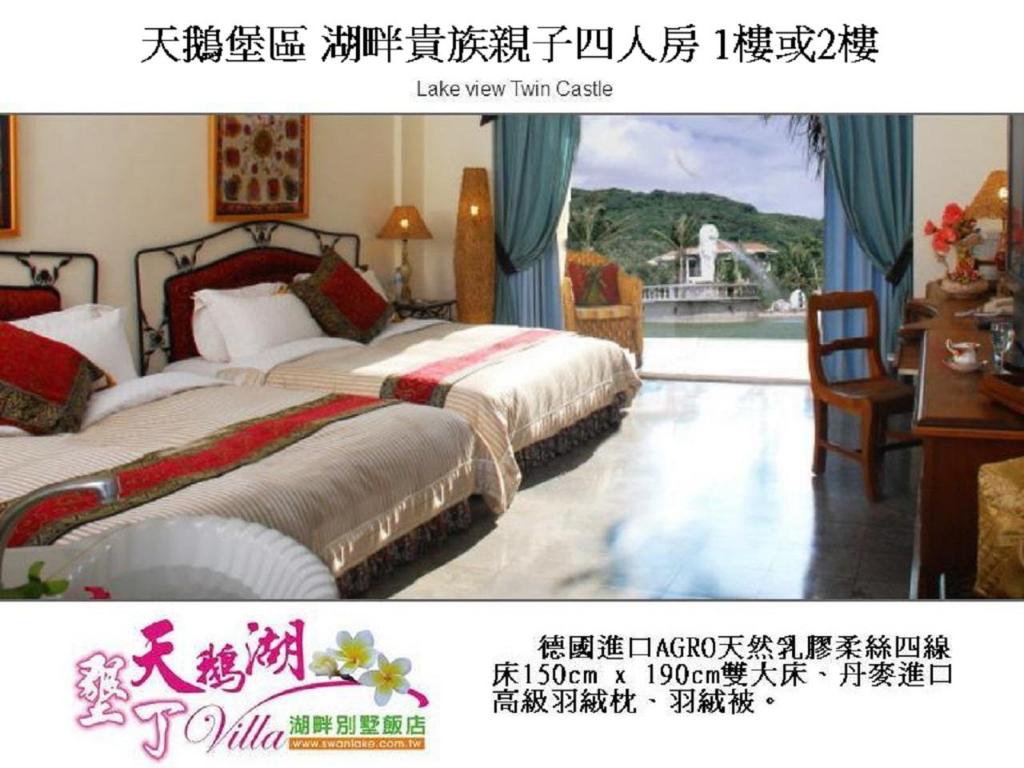 天鵝堡區 湖畔貴族親子四人房 1樓或2樓
Lake view Twin Castle
墾丁天鵝湖
Villa 湖畔別墅飯店
www.swanlake.com.tw
德國進口AGRO天然乳膠柔絲四線
床150cm x 190cm雙大床、丹麥進口
高級羽絨枕、羽絨被。